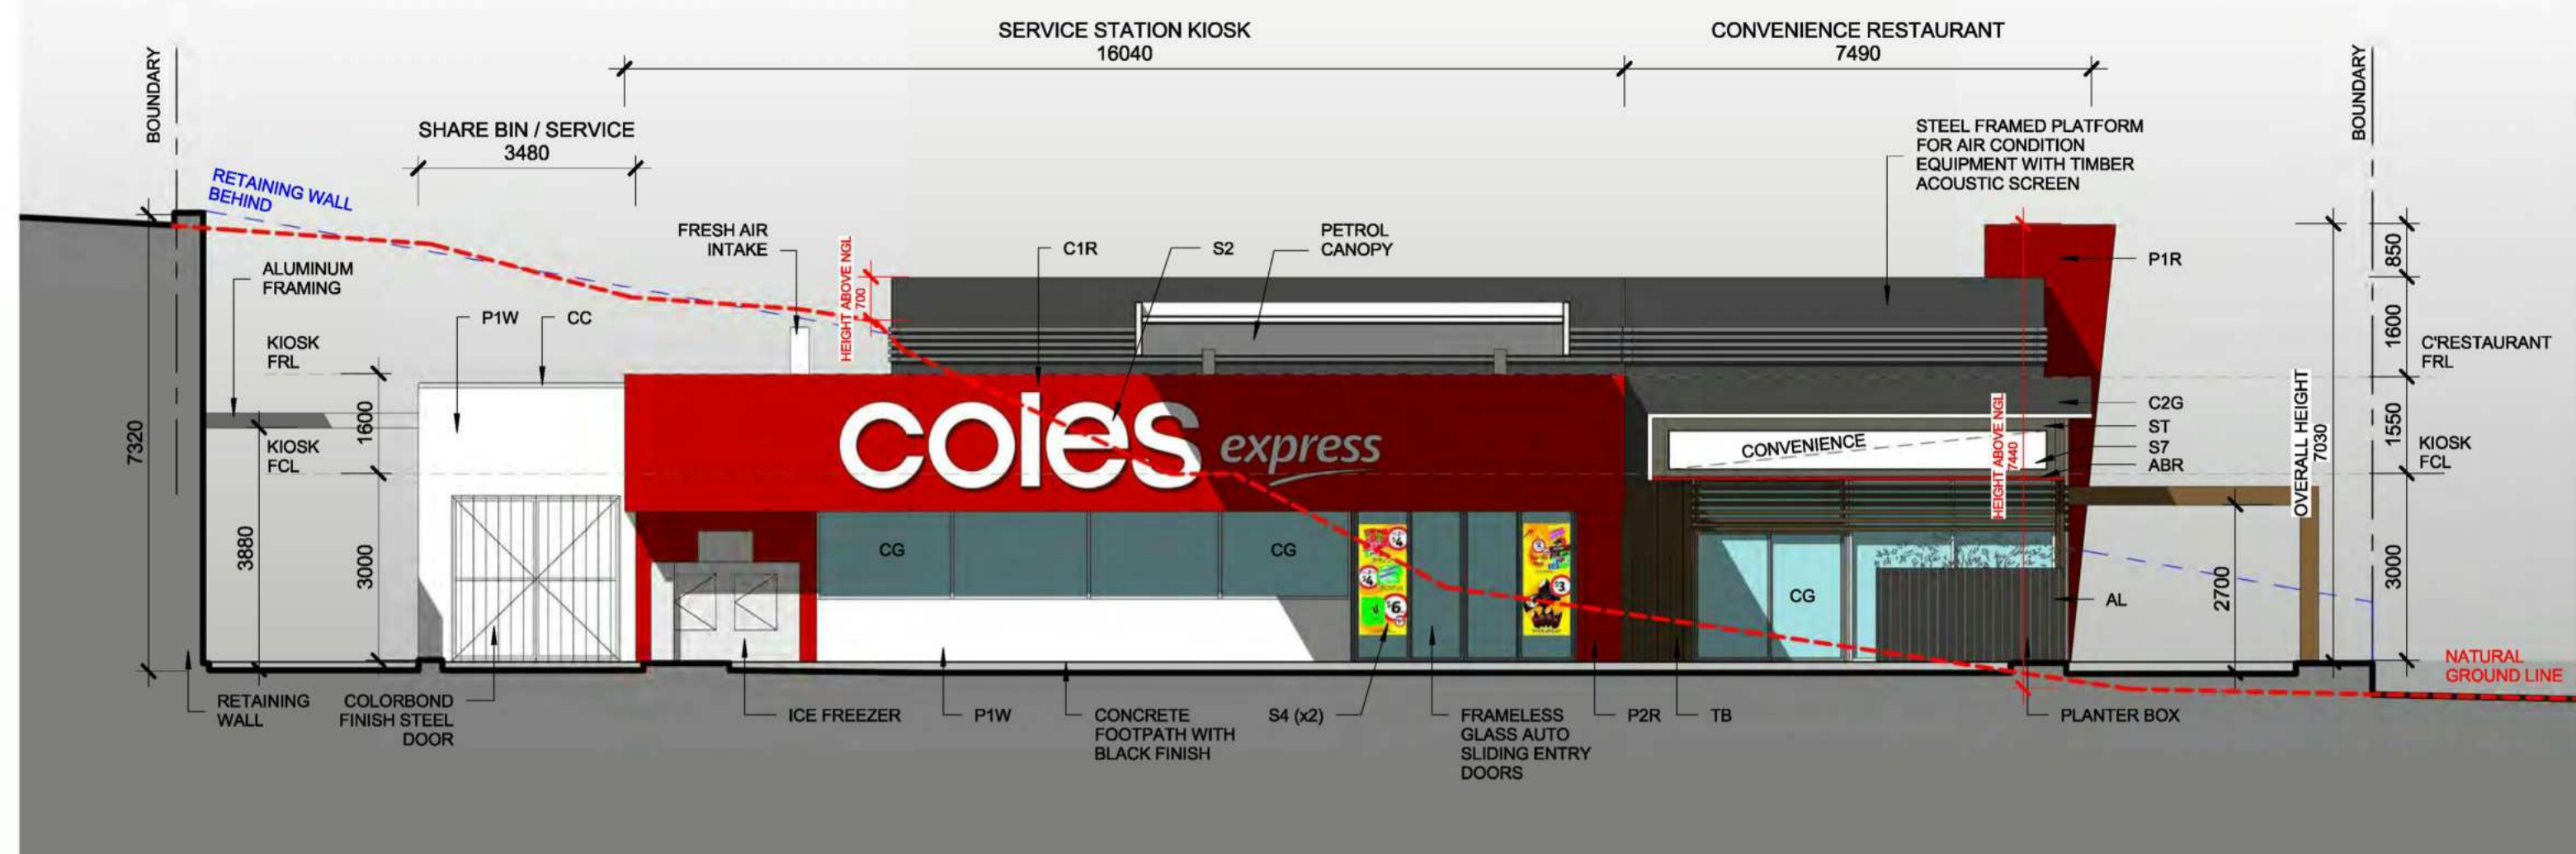 SERVICE STATION KIOSK
16040
CONVENIENCE RESTAURANT
7490
BOUNDARY
BOUNDARY
SHARE BIN / SERVICE
3480
STEEL FRAMED PLATFORM
FOR AIR CONDITION
EQUIPMENT WITH TIMBER
ACOUSTIC SCREEN
RETAINING WALL
BEHIND
FRESH AIR
INTAKE
HEIGHT ABOVE NGL
700
C1R
S2
PETROL
CANOPY
P1R
850
ALUMINUM
FRAMING
P1W
CC
1600
KIOSK
FRL
C'RESTAURANT
FRL
7320
1600
coles express
CONVENIENCE
HEIGHT ABOVE NGL
7440
C2G
ST
S7
ABR
OVERALL HEIGHT
7030
1550
KIOSK
FCL
KIOSK
FCL
3880
3000
CG
CG
$4
$4
$6
$3
CG
AL
2700
3000
NATURAL
GROUND LINE
RETAINING
WALL
COLORBOND
FINISH STEEL
DOOR
ICE FREEZER
P1W
CONCRETE
FOOTPATH WITH
BLACK FINISH
S4 (x2)
FRAMELESS
GLASS AUTO
SLIDING ENTRY
DOORS
P2R
TB
PLANTER BOX